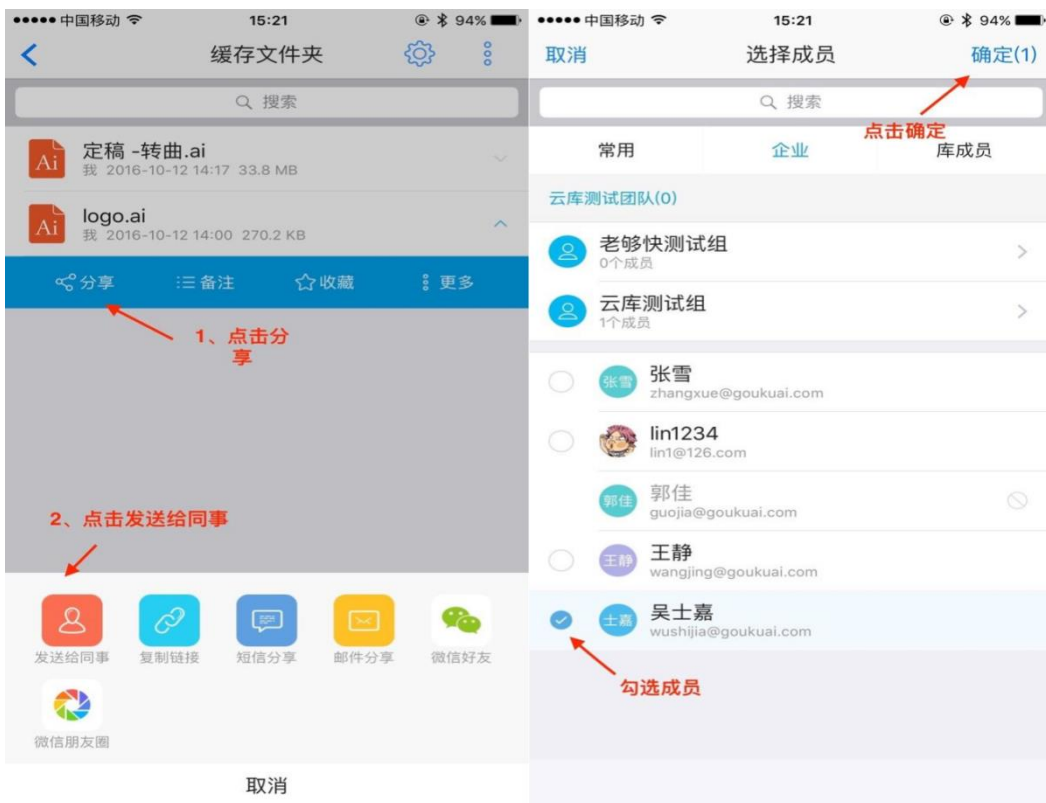 中国移动 15:21 94%
缓存文件夹
搜索
Ai 定稿 -转曲.ai
我 2016-10-12 14:17 33.8 MB
Ai logo.ai
我 2016-10-12 14:00 270.2 KB
分享 备注 收藏 更多
1、点击分
享
2、点击发送给同事
发送给同事 复制链接 短信分享 邮件分享 微信好友
微信朋友圈
取消
中国移动 15:21 94%
取消 选择成员 确定(1)
搜索
点击确定
常用 企业 库成员
云库测试团队(0)
老够快测试组
0个成员
云库测试组
1个成员
张雪 张雪
zhangxue@goukuai.com
lin1234
lin1@126.com
郭佳 郭佳
guojia@goukuai.com
王静 王静
wangjing@goukuai.com
士嘉 吴士嘉
wushijia@goukuai.com
勾选成员